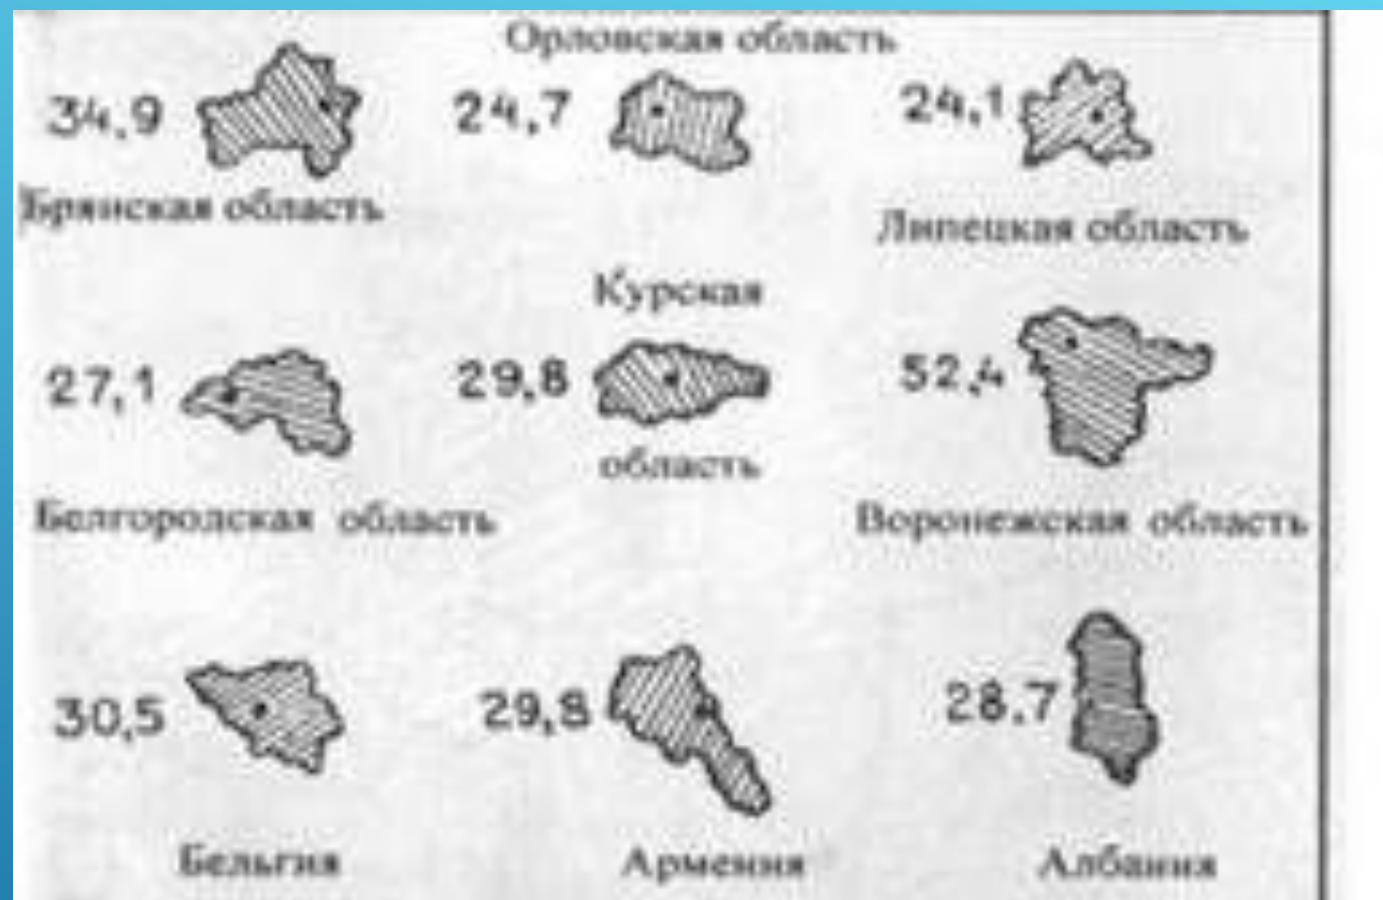 Орловская область
34,9
24,7
24,1
Брянская область
Липецкая область
Курская
27,1
29,8
52,4
область
Белгородская область
Воронежская область
30,5
29,8
28,7
Бельгия
Армения
Албания